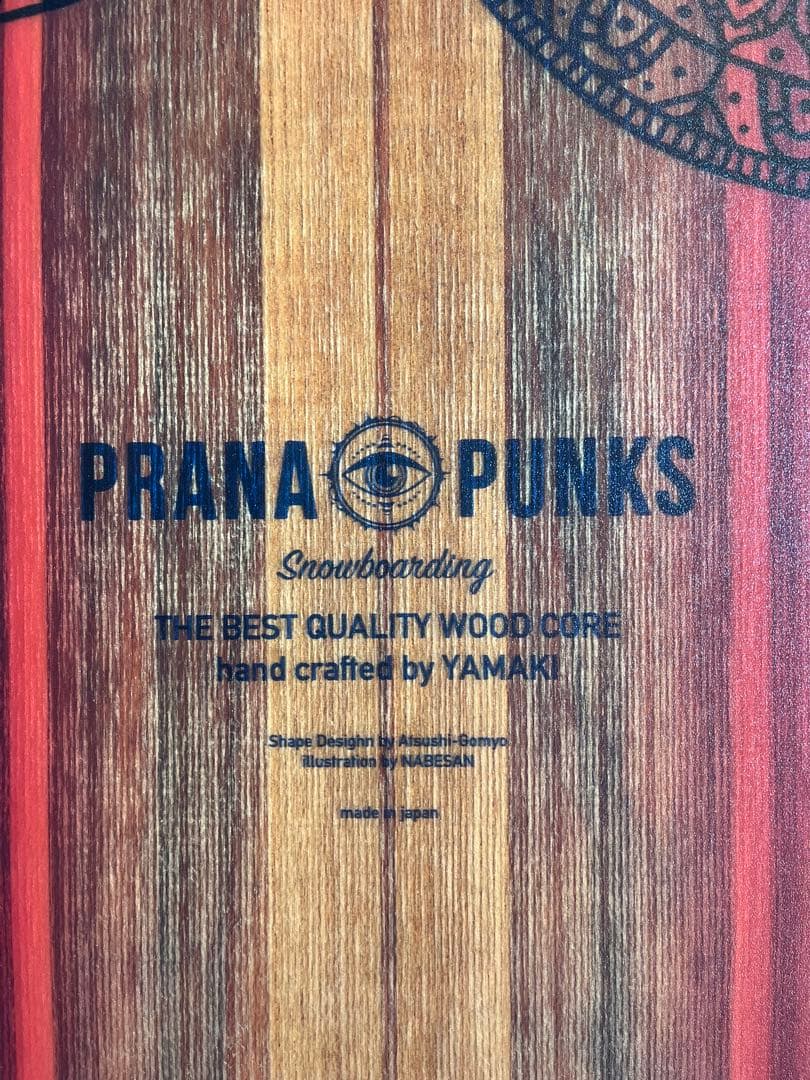 PRANA PUNKS
Snowboarding
THE BEST QUALITY WOOD CORE
hand crafted by YAMAKI
Shape Desighn by Atsushi-Gomyo
illustration by NABESAN
made in japan